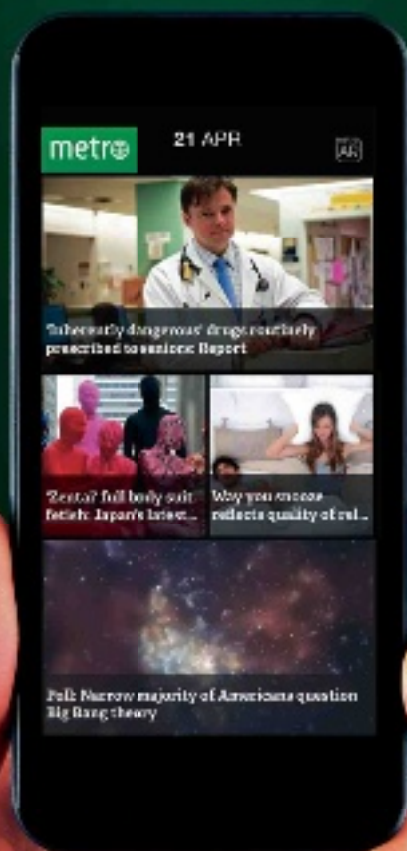 metro
21 APR
AR
'Inherently dangerous' drugs routinely
prescribed to seniors: Report
'Zentai' full body suit
fetish: Japan's latest...
Way you snooze
reflects quality of rel...
Poll: Narrow majority of Americans question
Big Bang theory